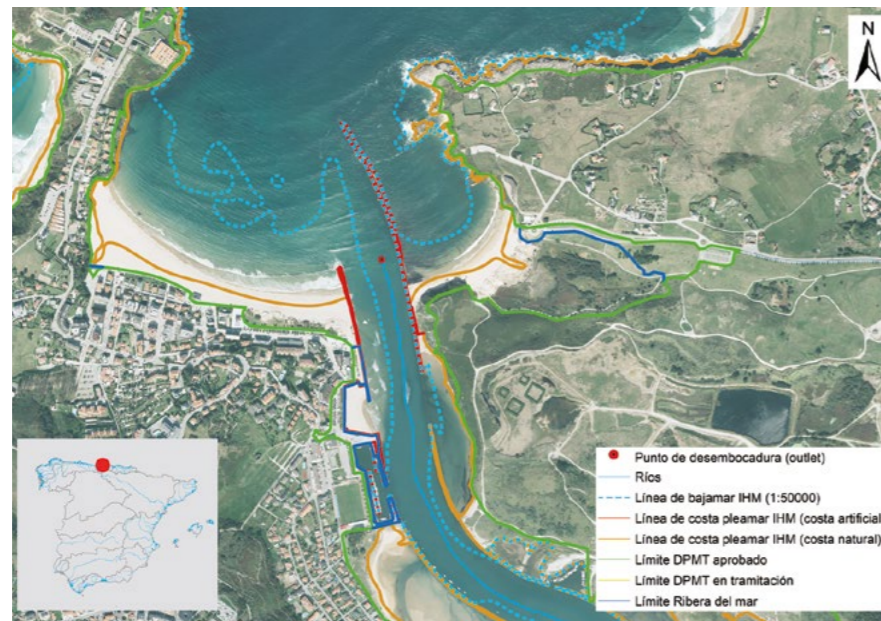 N
Punto de desembocadura (outlet)
Ríos
Línea de bajamar IHM (1:50000)
Línea de costa pleamar IHM (costa artificial
Línea de costa pleamar IHM (costa natural)
Límite DPMT aprobado
Límite DPMT en tramitación
Límite Ribera del mar